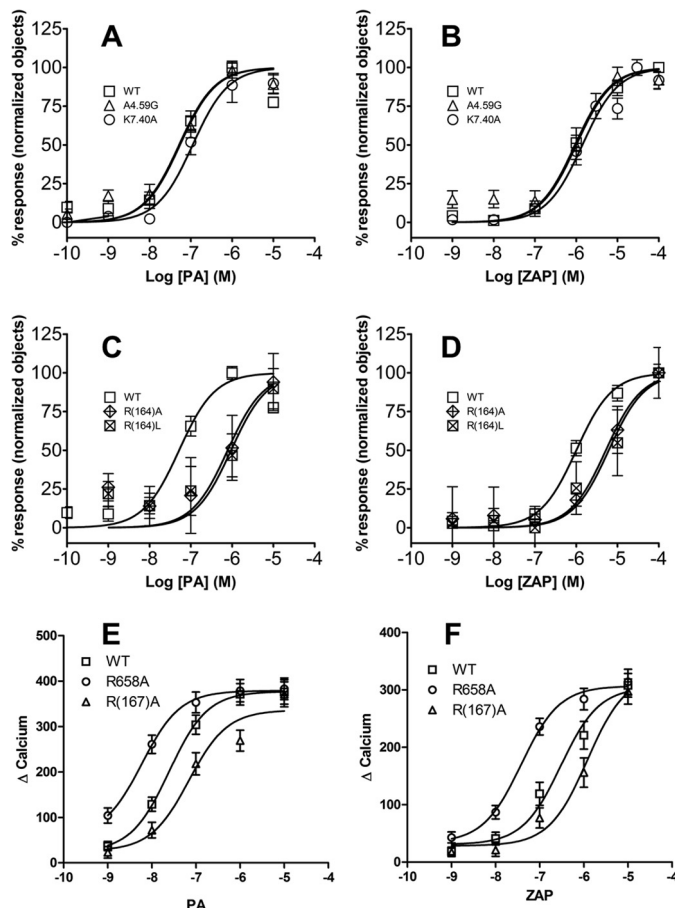 A
% response (normalized objects)
125
100
75
50
25
0
WT
A4.59G
K7.40A
-10 -9 -8 -7 -6 -5 -4
Log [PA] (M)
B
% response (normalized objects)
125
100
75
50
25
0
WT
A4.59G
K7.40A
-10 -9 -8 -7 -6 -5 -4
Log [ZAP] (M)
C
% response (normalized objects)
125
100
75
50
25
0
WT
R(164)A
R(164)L
-10 -9 -8 -7 -6 -5 -4
Log [PA] (M)
D
% response (normalized objects)
125
100
75
50
25
0
WT
R(164)A
R(164)L
-10 -9 -8 -7 -6 -5 -4
Log [ZAP] (M)
E
Δ Calcium
500
400
300
200
100
0
WT
R658A
R(167)A
-10 -9 -8 -7 -6 -5 -4
PA
F
Δ Calcium
400
300
200
100
0
WT
R658A
R(167)A
-10 -9 -8 -7 -6 -5 -4
ZAP